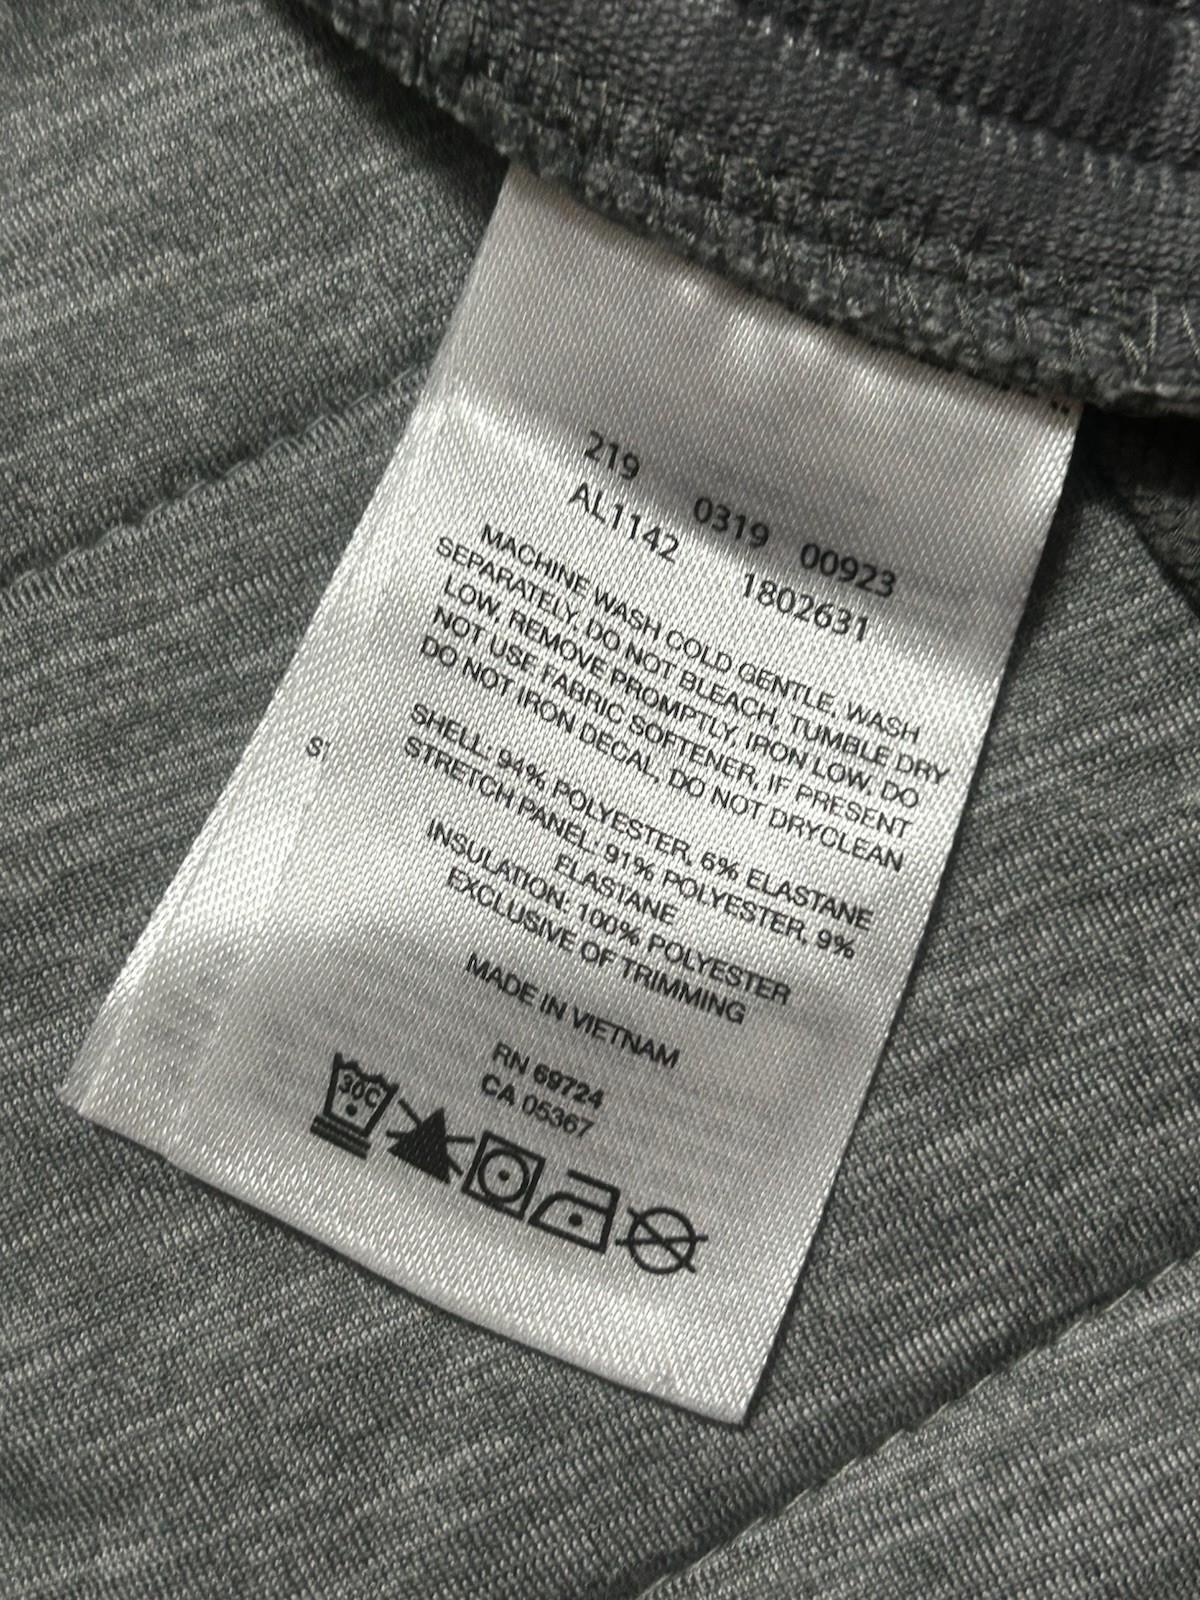 219 0319 00923
AL1142 1802631
MACHINE WASH COLD GENTLE, WASH
SEPARATELY, DO NOT BLEACH, TUMBLE DRY
LOW, REMOVE PROMPTLY, IRON LOW, DO
NOT USE FABRIC SOFTENER, IF PRESENT
DO NOT IRON DECAL, DO NOT DRYCLEAN
SHELL: 94% POLYESTER, 6% ELASTANE
STRETCH PANEL: 91% POLYESTER, 9%
ELASTANE
INSULATION: 100% POLYESTER
EXCLUSIVE OF TRIMMING
MADE IN VIETNAM
RN 69724
CA 05367
30C